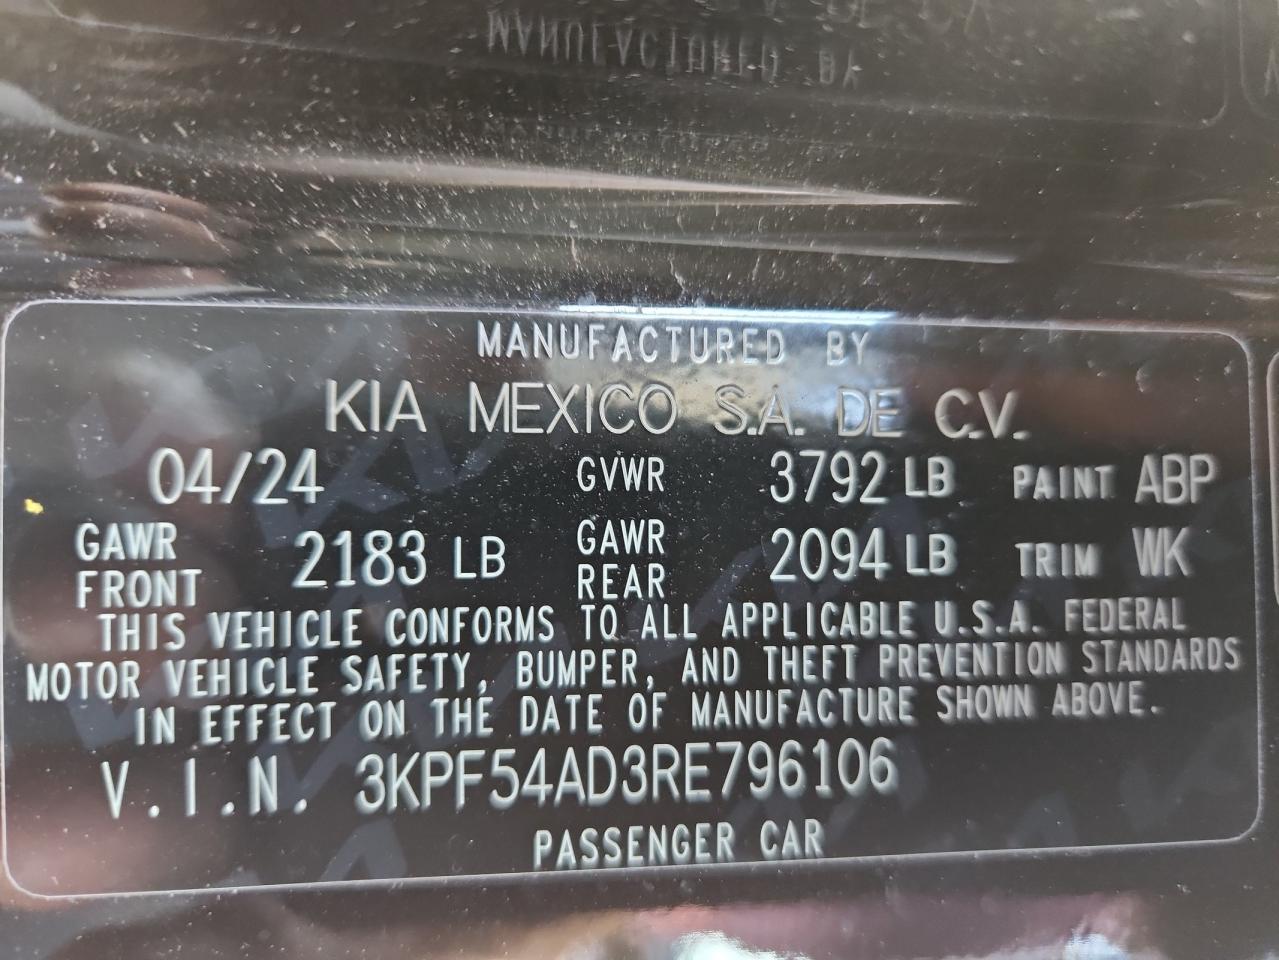 MANUFACTURED BY
KIA MEXICO S.A. DE C.V.
04/24 GVWR 3792 LB PAINT ABP
GAWR FRONT 2183 LB GAWR REAR 2094 LB TRIM WK
THIS VEHICLE CONFORMS TO ALL APPLICABLE U.S.A. FEDERAL
MOTOR VEHICLE SAFETY, BUMPER, AND THEFT PREVENTION STANDARDS
IN EFFECT ON THE DATE OF MANUFACTURE SHOWN ABOVE.
V.I.N. 3KPF54AD3RE796106
PASSENGER CAR